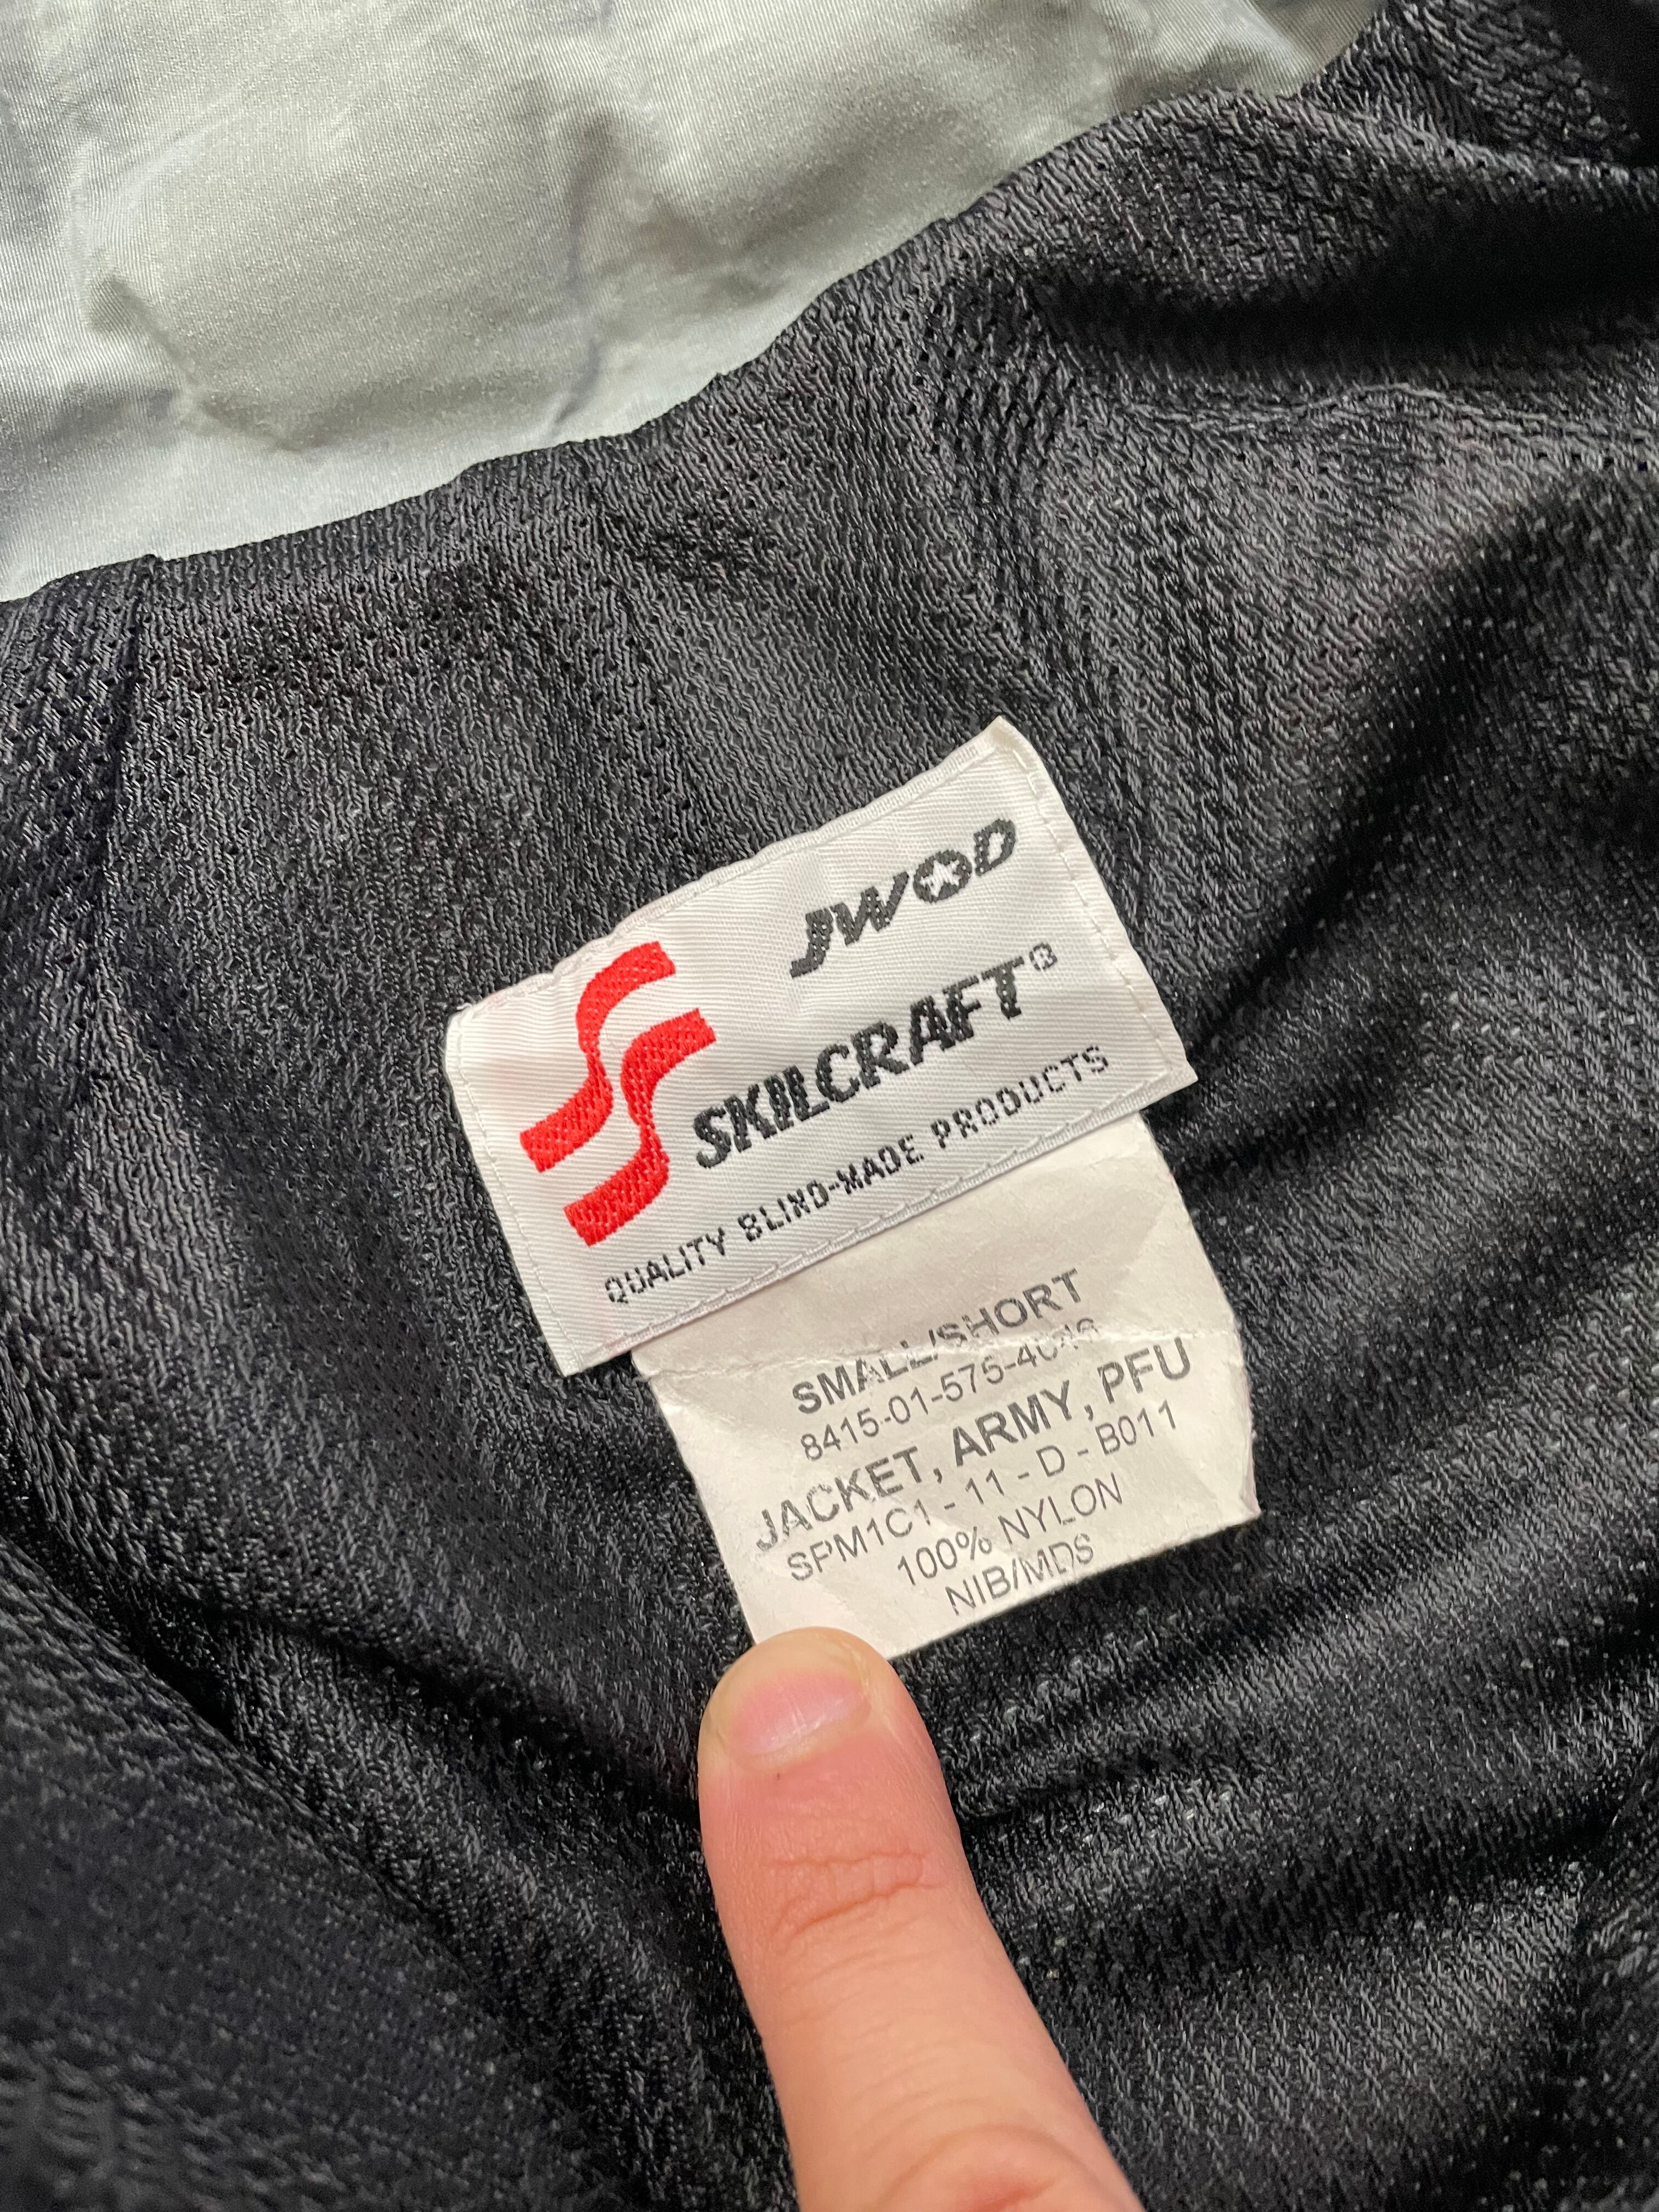 JWOD
SKILCRAFT®
QUALITY BLIND-MADE PRODUCTS
SMALL/SHORT
JACKET, ARMY, PFU
SPM1C1 - 11 - D - B011
100% NYLON
NIB/MDS